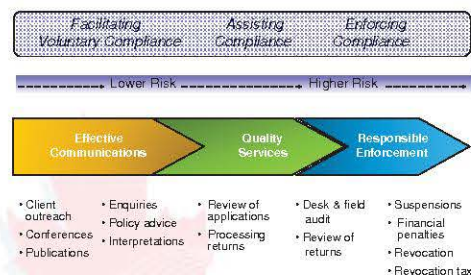 Facilitating
Voluntary Compliance
Assisting
Compliance
Enforcing
Compliance
Lower Risk
Higher Risk
Effective
Communications
Quality
Services
Responsible
Enforcement
• Client
outreach
• Conferences
• Publications
• Enquiries
• Policy advice
• Interpretations
• Review of
applications
• Processing
returns
• Desk & field
audit
• Review of
returns
• Suspensions
• Financial
penalties
• Revocation
• Revocation tax